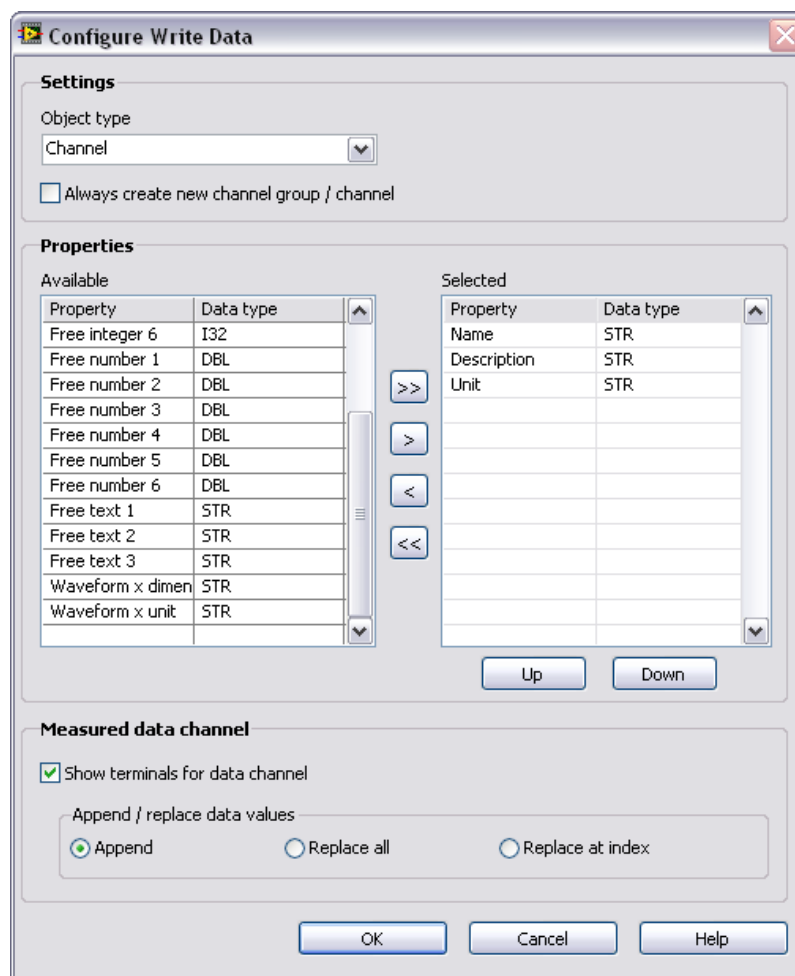 Configure Write Data
Settings
Object type
Channel
Always create new channel group / channel
Properties
Available
Property Data type
Free integer 6 I32
Free number 1 DBL
Free number 2 DBL
Free number 3 DBL
Free number 4 DBL
Free number 5 DBL
Free number 6 DBL
Free text 1 STR
Free text 2 STR
Free text 3 STR
Waveform x dimen STR
Waveform x unit STR
>>
>
<
<<
Selected
Property Data type
Name STR
Description STR
Unit STR
Up Down
Measured data channel
Show terminals for data channel
Append / replace data values
Append Replace all Replace at index
OK Cancel Help